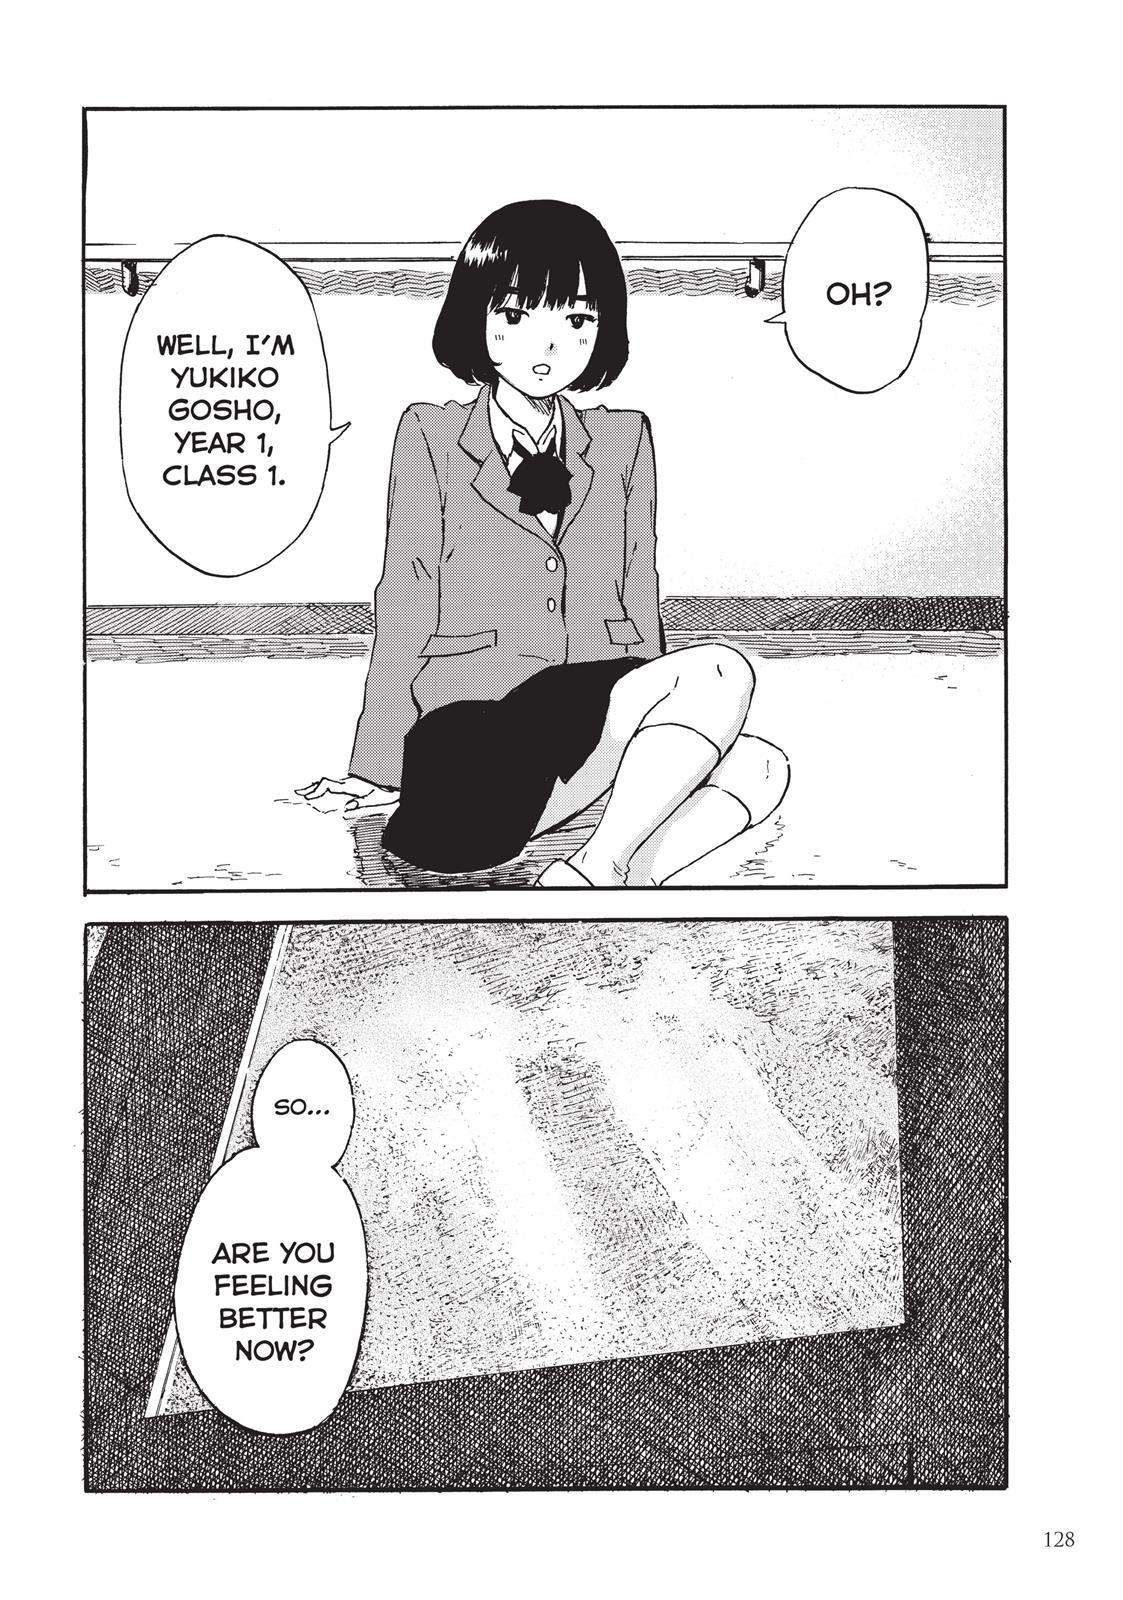 OH?
WELL, I'M
YUKIKO
GOSHO,
YEAR 1,
CLASS 1.
SO...
ARE YOU
FEELING
BETTER
NOW?
128